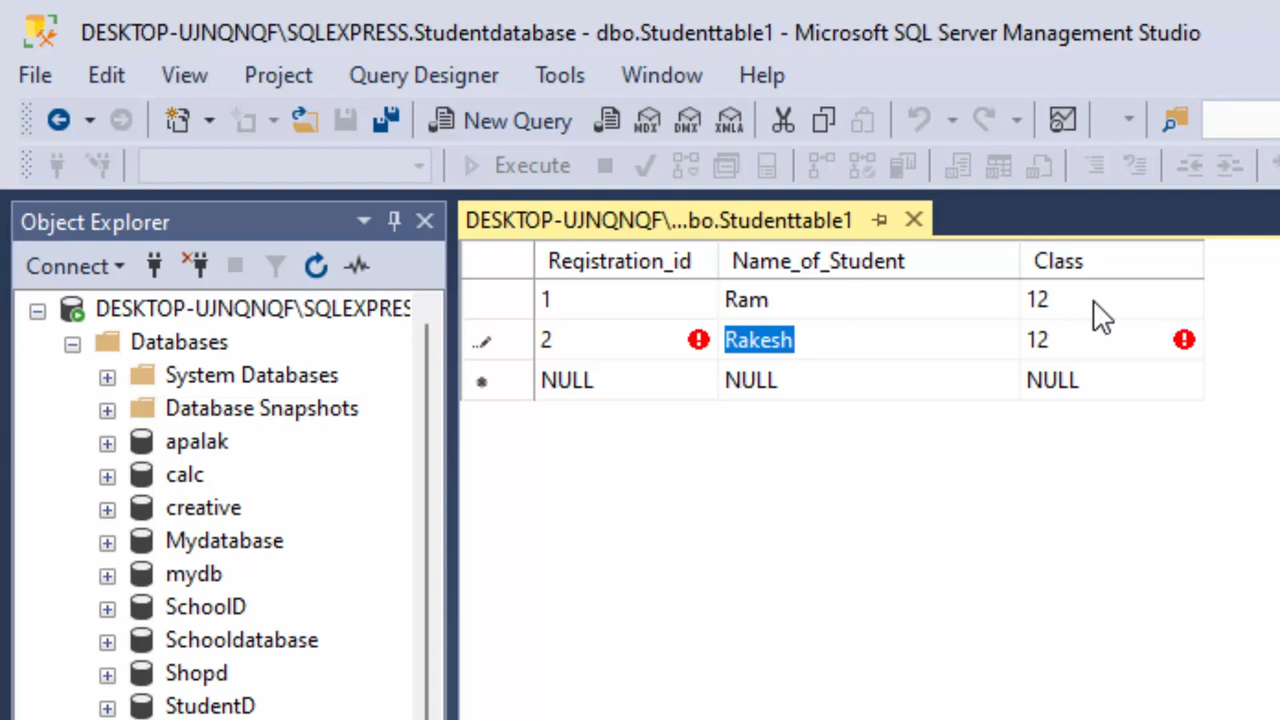 DESKTOP-UJNQNQF\SQLEXPRESS.Studentdatabase - dbo.Studenttable1 - Microsoft SQL Server Management Studio
File Edit View Project Query Designer Tools Window Help
New Query MDX DMX XMLA
Execute
Object Explorer
DESKTOP-UJNQNQF\...bo.Studenttable1
Connect
Registration_id Name_of_Student Class
1 Ram 12
2 Rakesh 12
NULL NULL NULL
DESKTOP-UJNQNQF\SQLEXPRES
Databases
System Databases
Database Snapshots
apalak
calc
creative
Mydatabase
mydb
SchoolD
Schooldatabase
Shopd
StudentD